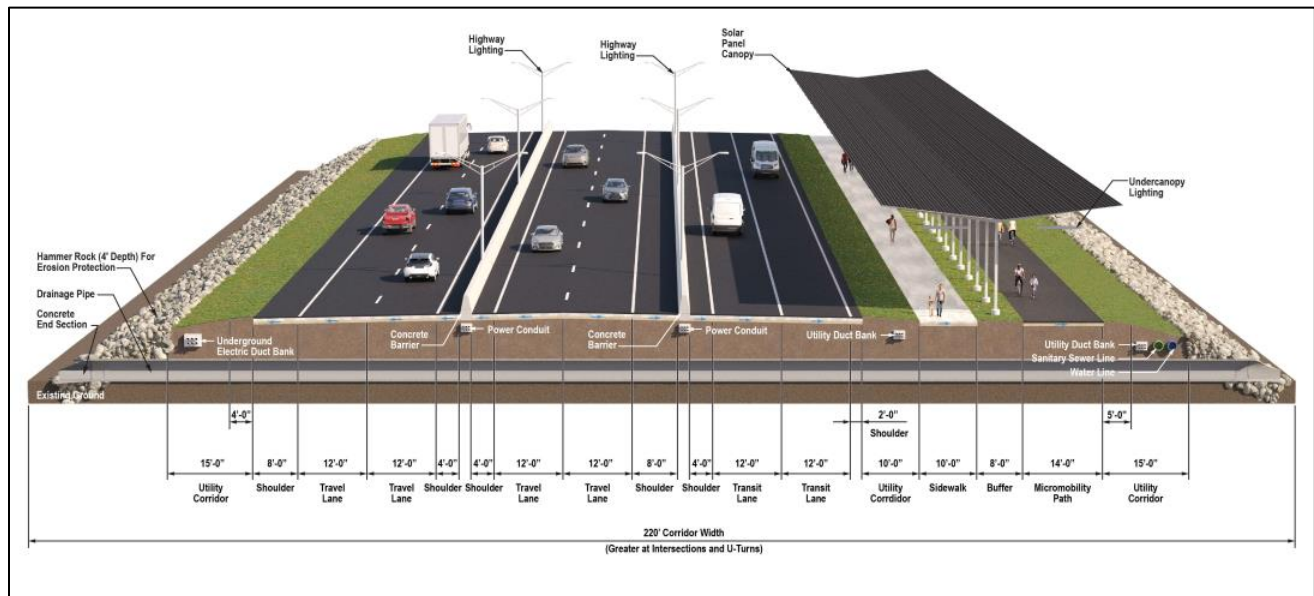 Highway
Lighting
Highway
Lighting
Solar
Panel
Canopy
Undercanopy
Lighting
Hammer Rock (4' Depth) For
Erosion Protection
Drainage Pipe
Concrete
End Section
Existing Ground
Underground
Electric Duct Bank
Concrete
Barrier
Power Conduit
Concrete
Barrier
Power Conduit
Utility Duct Bank
Utility Duct Bank
Sanitary Sewer Line
Water Line
4'-0"
2'-0"
Shoulder
5'-0"
15'-0" 8'-0" 12'-0" 12'-0" 4'-0" 4'-0" 12'-0" 12'-0" 8'-0" 4'-0" 12'-0" 12'-0" 10'-0" 10'-0" 8'-0" 14'-0" 15'-0"
Utility Shoulder Travel Travel Shoulder Shoulder Travel Travel Shoulder Shoulder Transit Transit Utility Sidewalk Buffer Micromobility Utility
Corridor Lane Lane Lane Lane Lane Lane Corrdidor Path Corridor
220' Corridor Width
(Greater at Intersections and U-Turns)